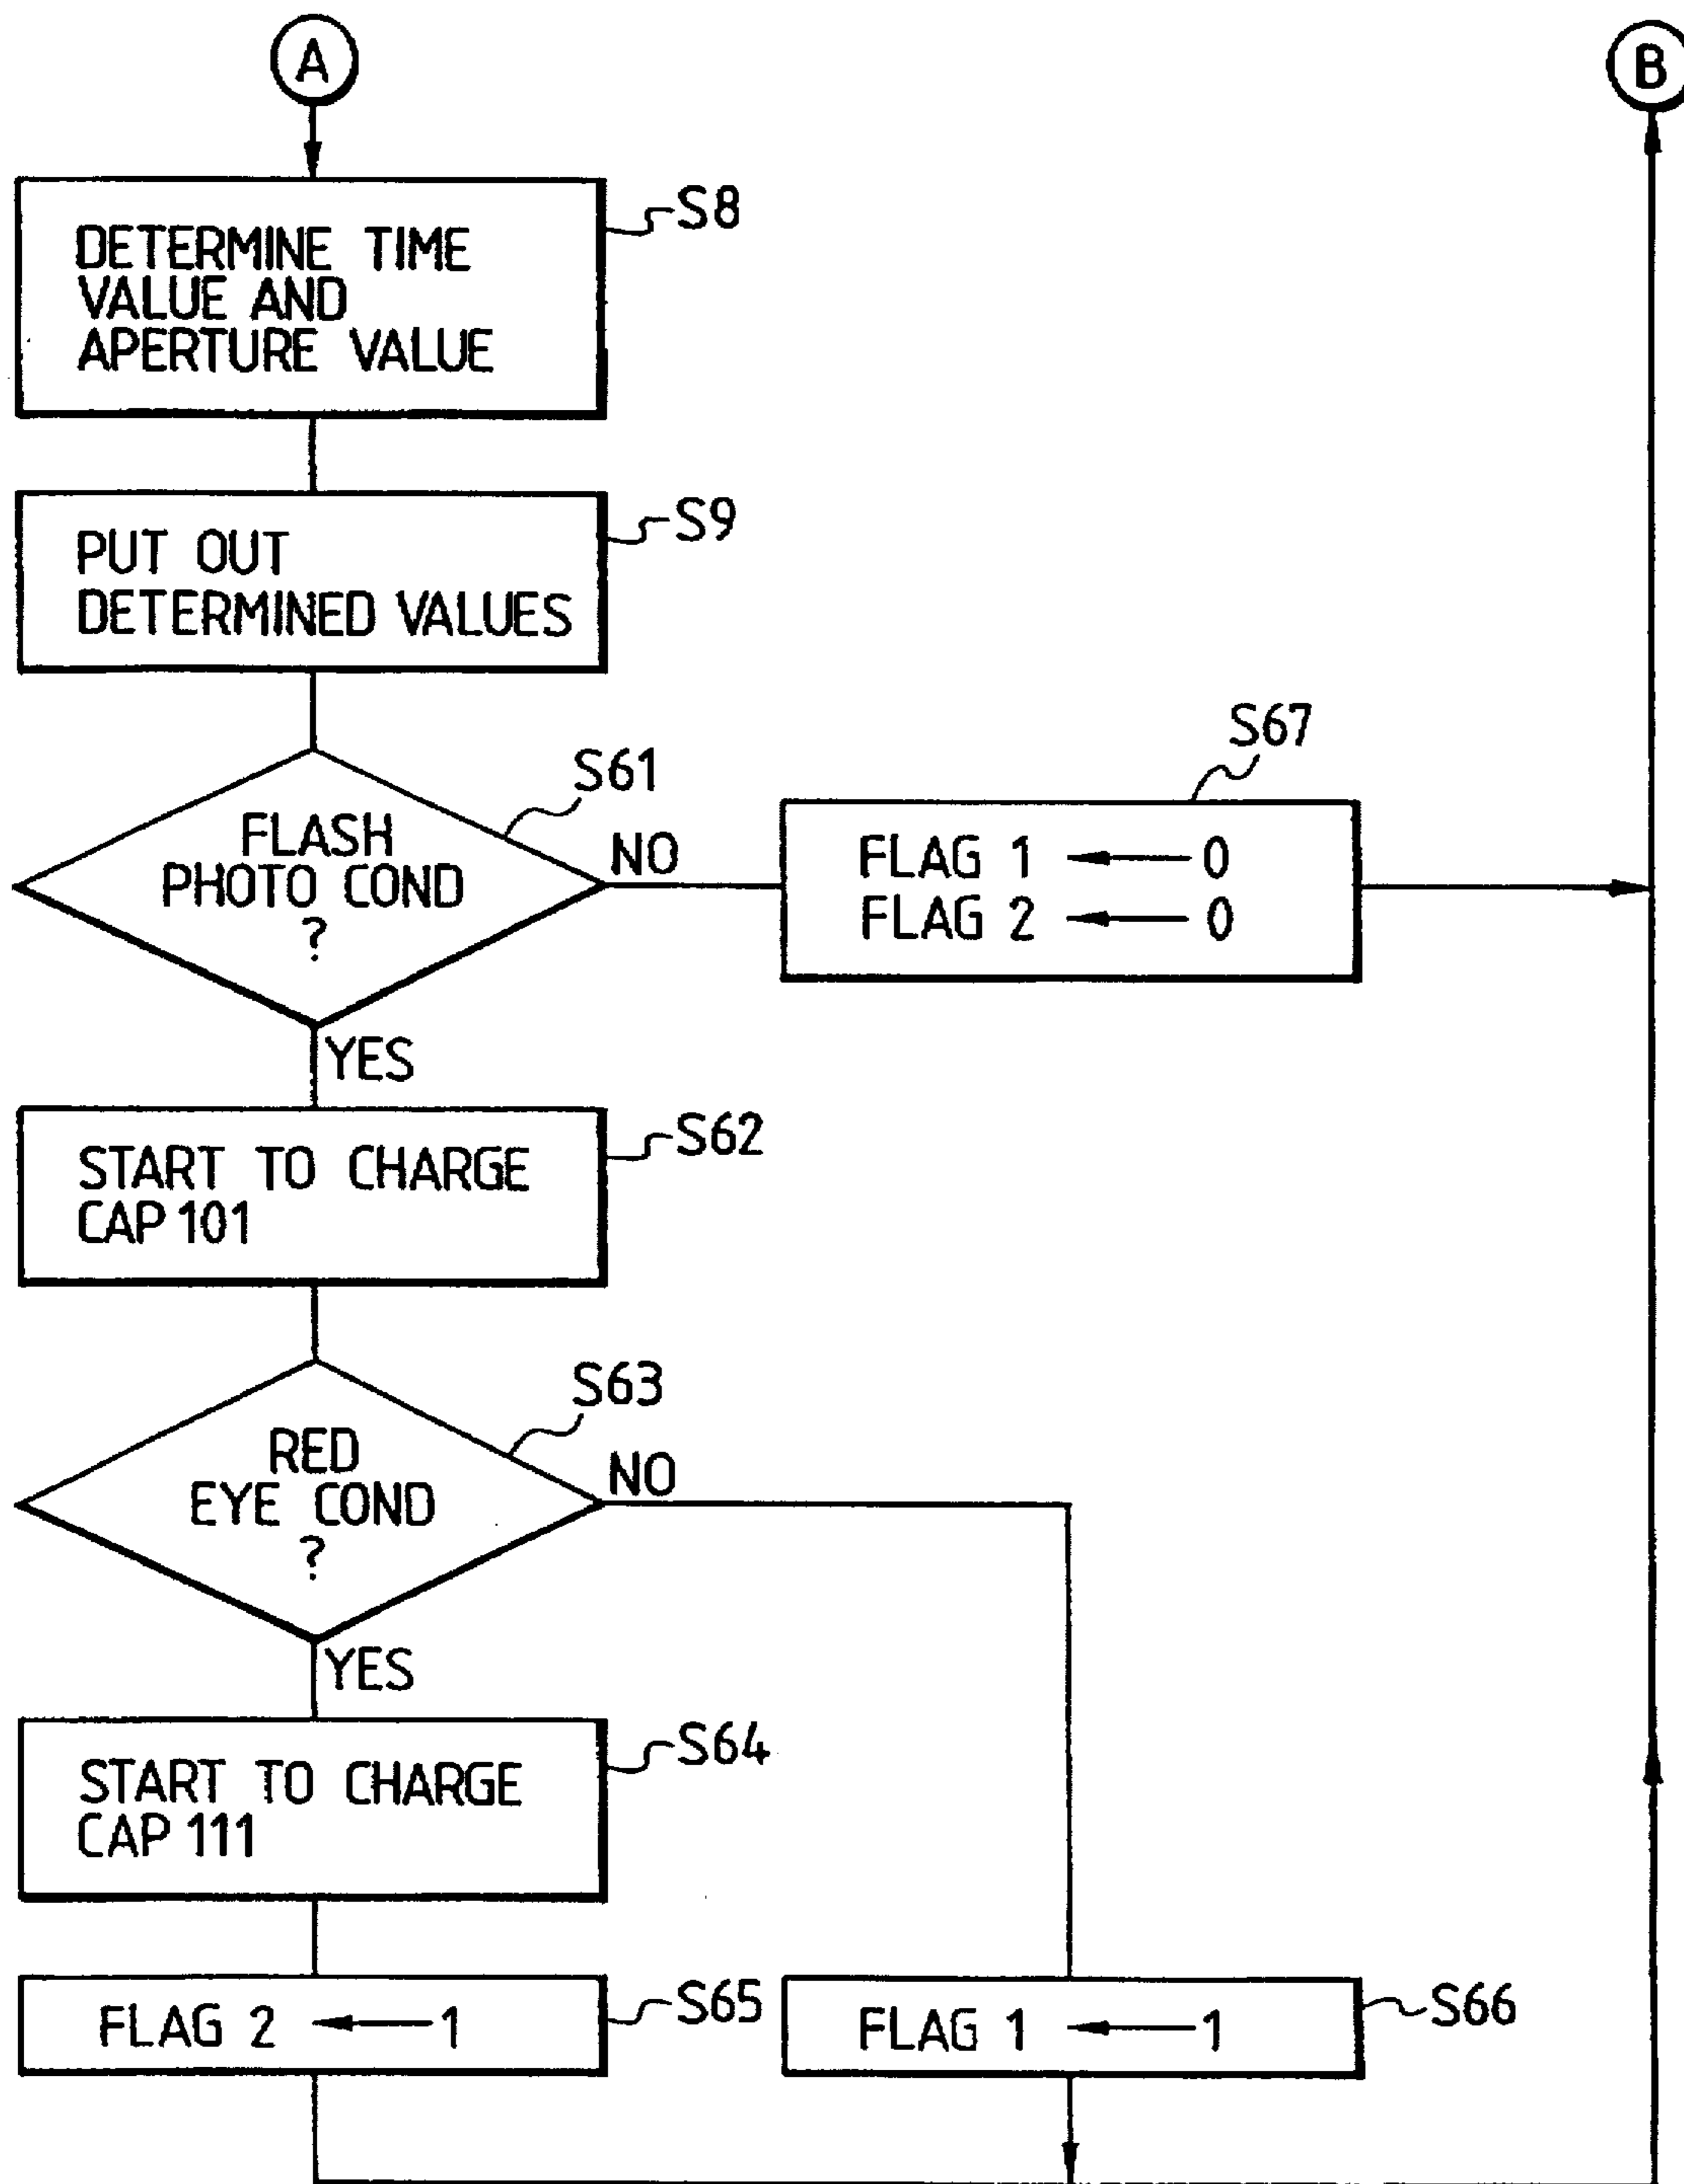 A
B
DETERMINE TIME
VALUE AND
APERTURE VALUE
S8
PUT OUT
DETERMINED VALUES
S9
FLASH
PHOTO COND
?
S61
NO
YES
FLAG 1 ← 0
FLAG 2 ← 0
S67
START TO CHARGE
CAP 101
S62
RED
EYE COND
?
S63
NO
YES
START TO CHARGE
CAP 111
S64
FLAG 2 ← 1
S65
FLAG 1 ← 1
S66